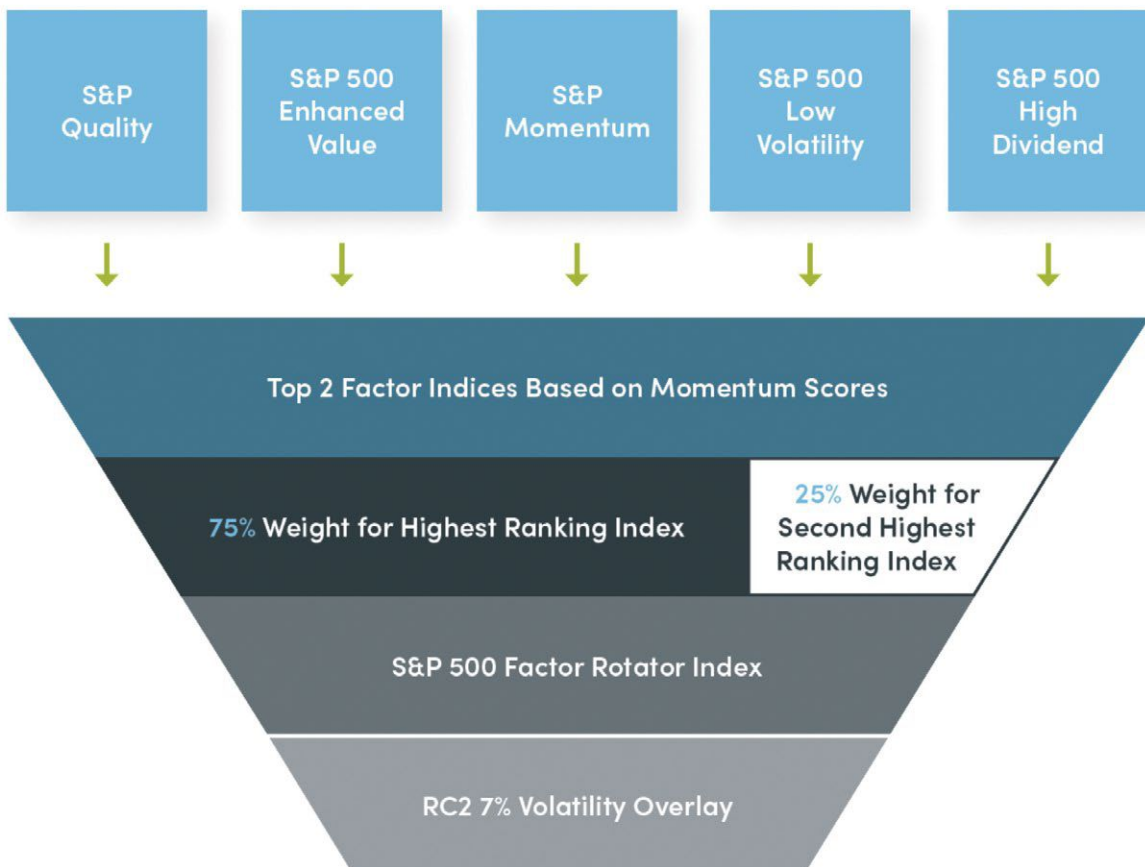 S&P
Quality
S&P 500
Enhanced
Value
S&P
Momentum
S&P 500
Low
Volatility
S&P 500
High
Dividend
Top 2 Factor Indices Based on Momentum Scores
75% Weight for Highest Ranking Index
25% Weight for
Second Highest
Ranking Index
S&P 500 Factor Rotator Index
RC2 7% Volatility Overlay